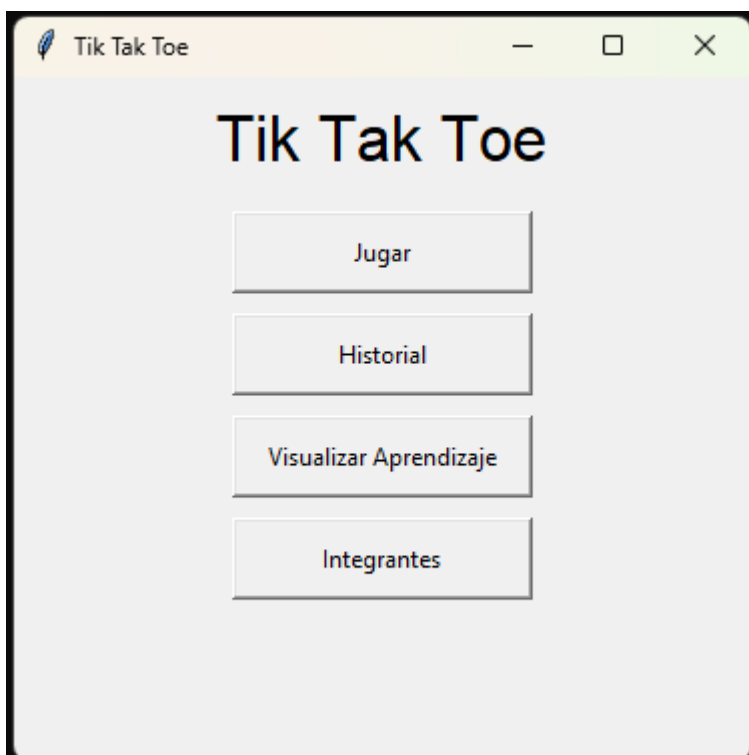 Tik Tak Toe
Tik Tak Toe
Jugar
Historial
Visualizar Aprendizaje
Integrantes